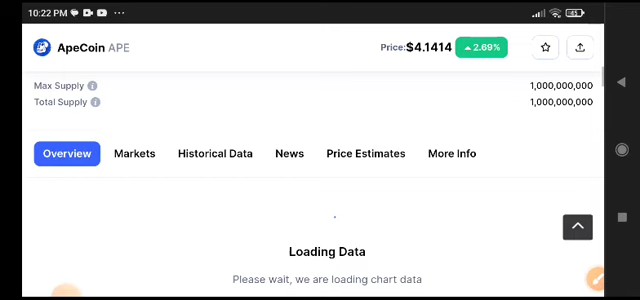 10:22 PM
ApeCoin APE Price:$4.1414 2.69%
Max Supply 1,000,000,000
Total Supply 1,000,000,000
Overview Markets Historical Data News Price Estimates More Info
Loading Data
Please wait, we are loading chart data